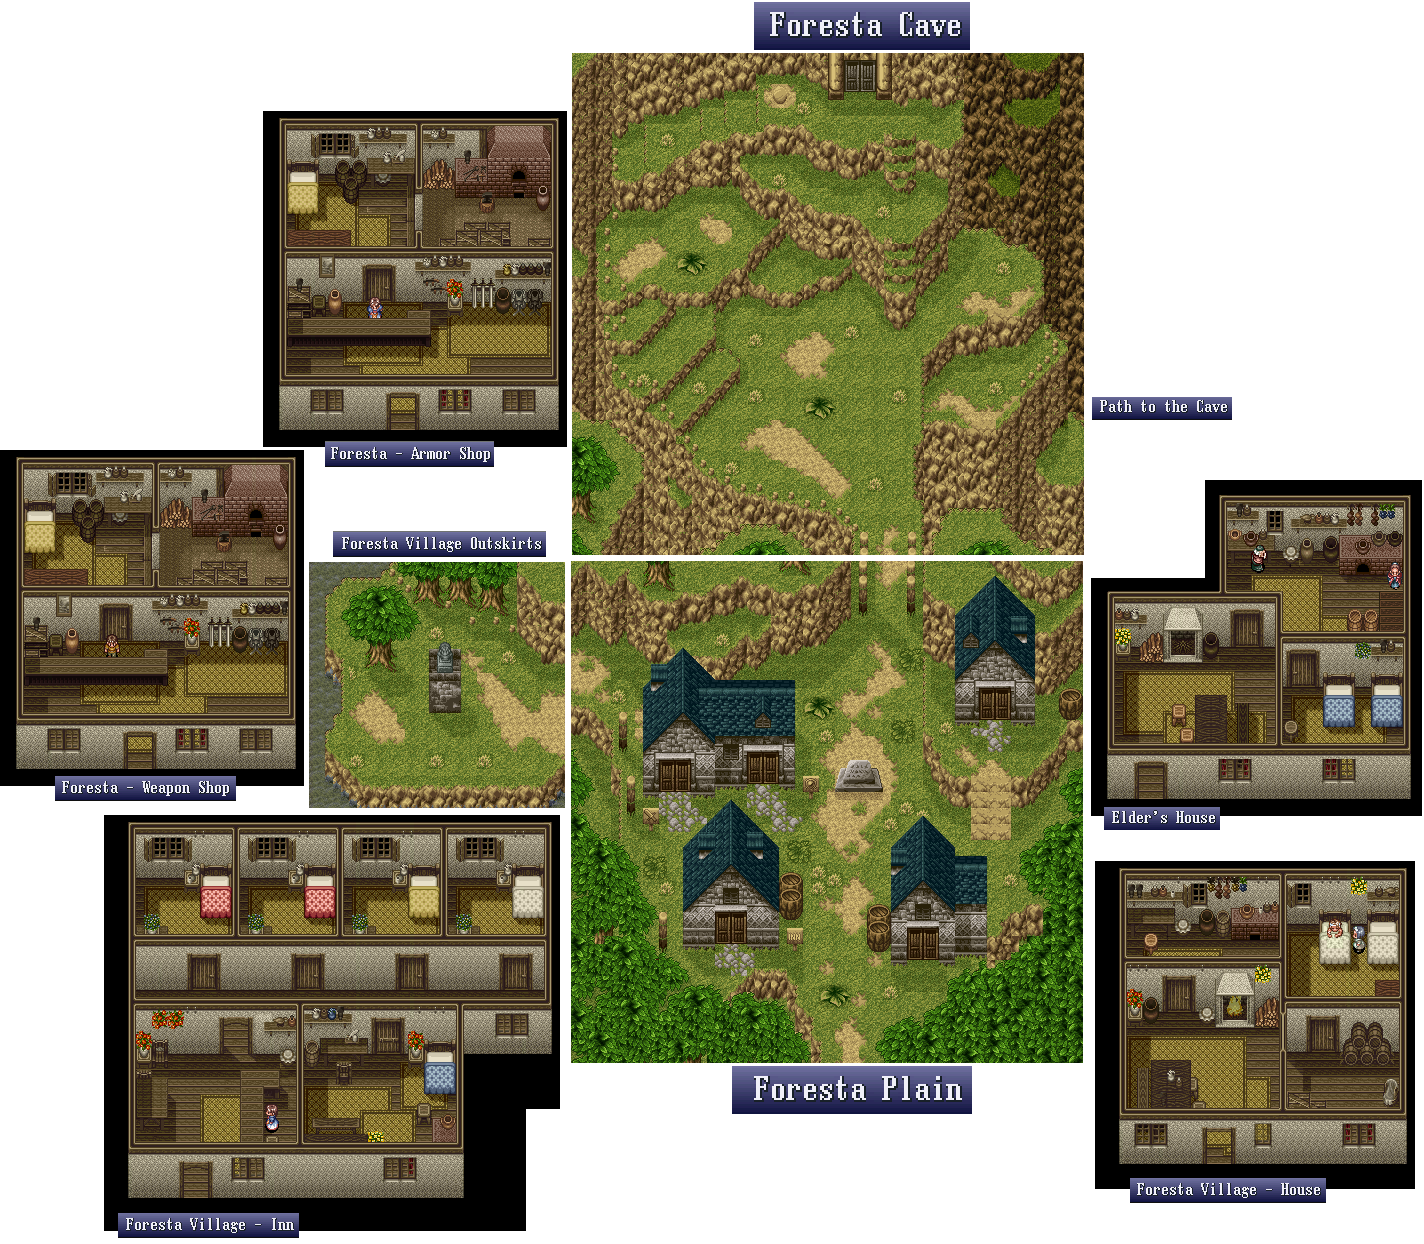 Foresta Cave
Path to the Cave
Foresta - Armor Shop
Foresta Village Outskirts
Foresta - Weapon Shop
INN
Elder's House
Foresta Plain
Foresta Village - House
Foresta Village - Inn